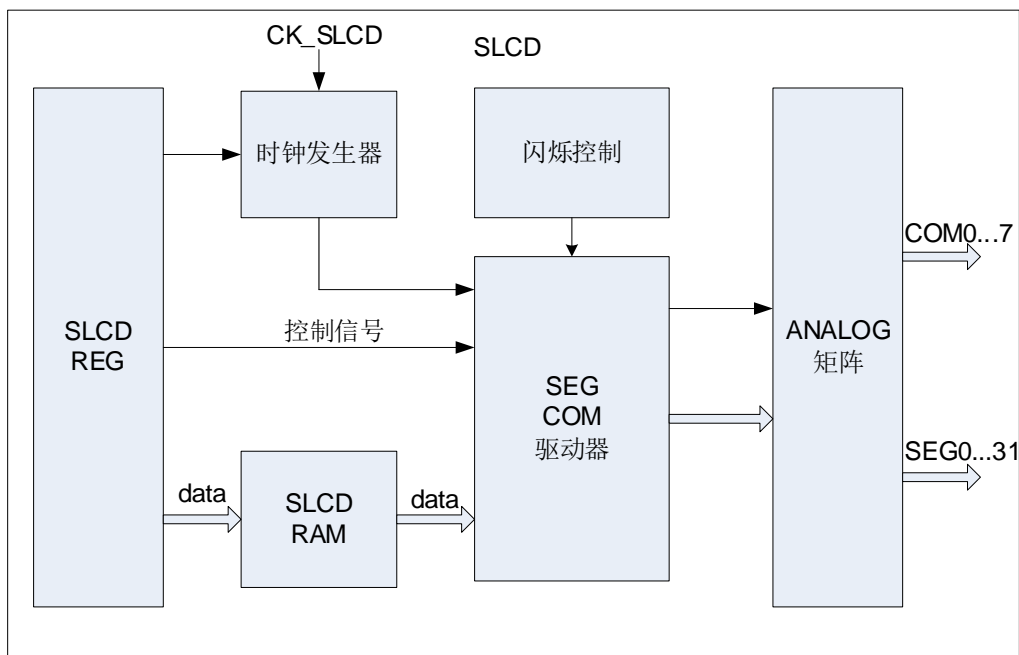 CK_SLCD
SLCD
时钟发生器
闪烁控制
COM0...7
SLCD
REG
控制信号
SEG
COM
驱动器
ANALOG
矩阵
SEG0...31
data
SLCD
RAM
data